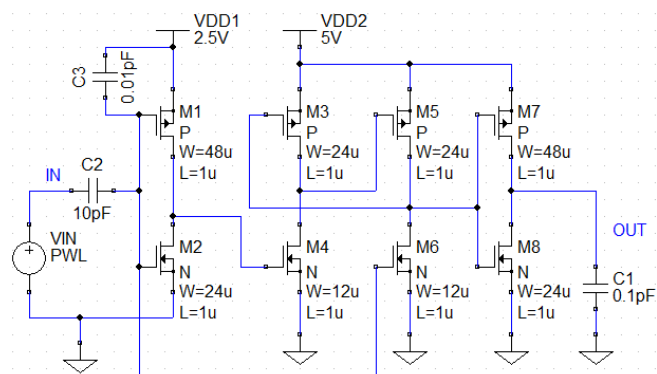 VDD1
2.5V
VDD2
5V
C3
0.01pF
M1
P
W=48u
L=1u
M3
P
W=24u
L=1u
M5
P
W=24u
L=1u
M7
P
W=48u
L=1u
IN
C2
10pF
VIN
PWL
M2
N
W=24u
L=1u
M4
N
W=12u
L=1u
M6
N
W=12u
L=1u
M8
N
W=24u
L=1u
OUT
C1
0.1pF